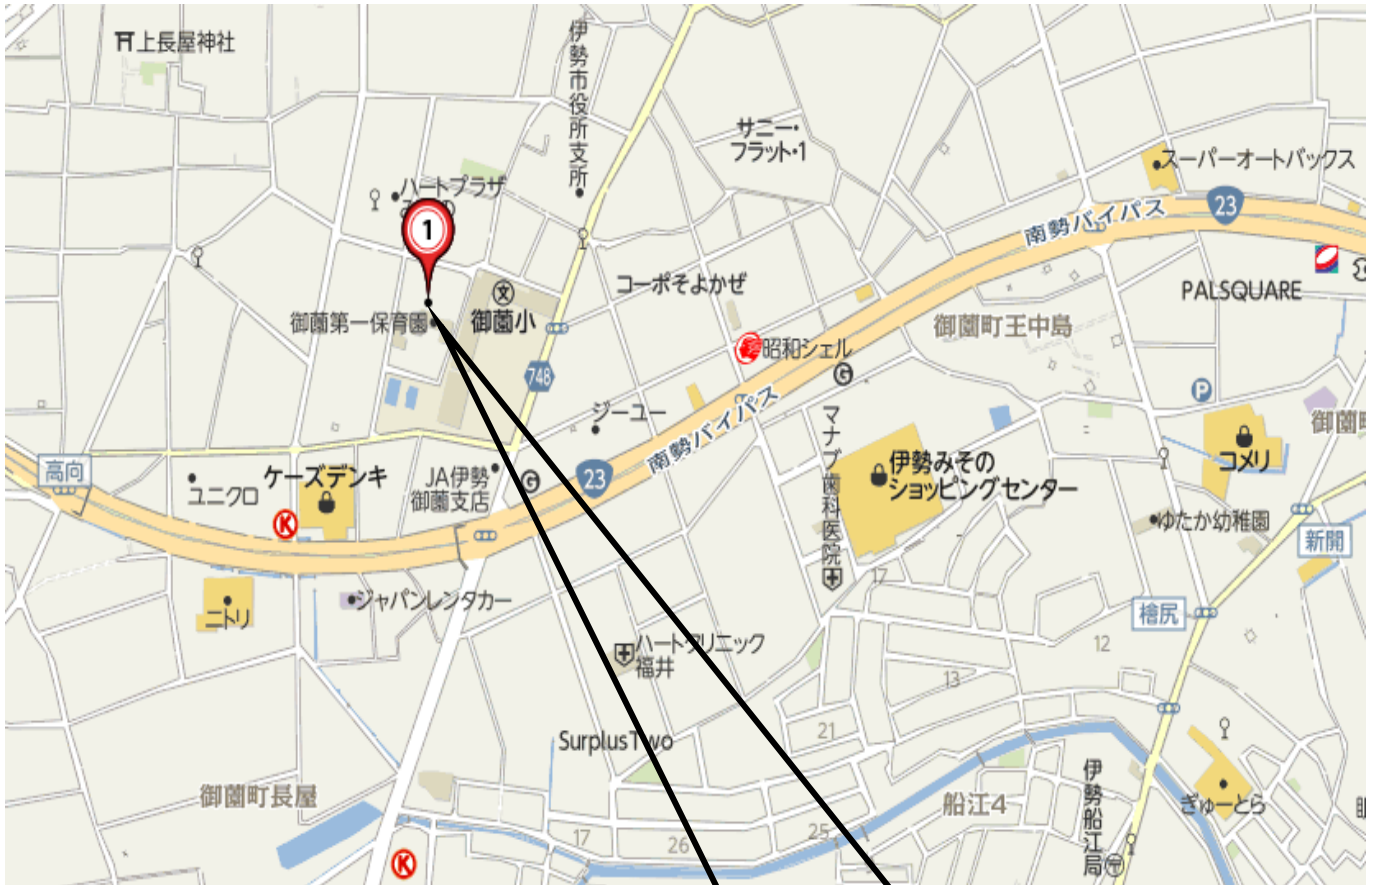 上長屋神社
伊勢市役所支所
サニー・
フラット・1
スーパーオートバックス
ハートプラザ
1
23
南勢バイパス
コーポそよかぜ
PALSQUARE
文
御薗第一保育園
御薗小
御薗町王中島
昭和シェル
G
748
P
ジーユー
マナブ歯科医院
御薗町
南勢バイパス
コメリ
高向
ケーズデンキ
JA伊勢
御薗支店
G
23
伊勢みその
ショッピングセンター
ユニクロ
K
ゆたか幼稚園
新開
17
ニトリ
ジャパンレンタカー
檜尻
12
ハートクリニック
福井
13
21
SurplusTwo
御薗町長屋
船江4
伊勢船江局
ぎゅーとら
17
26
25
K